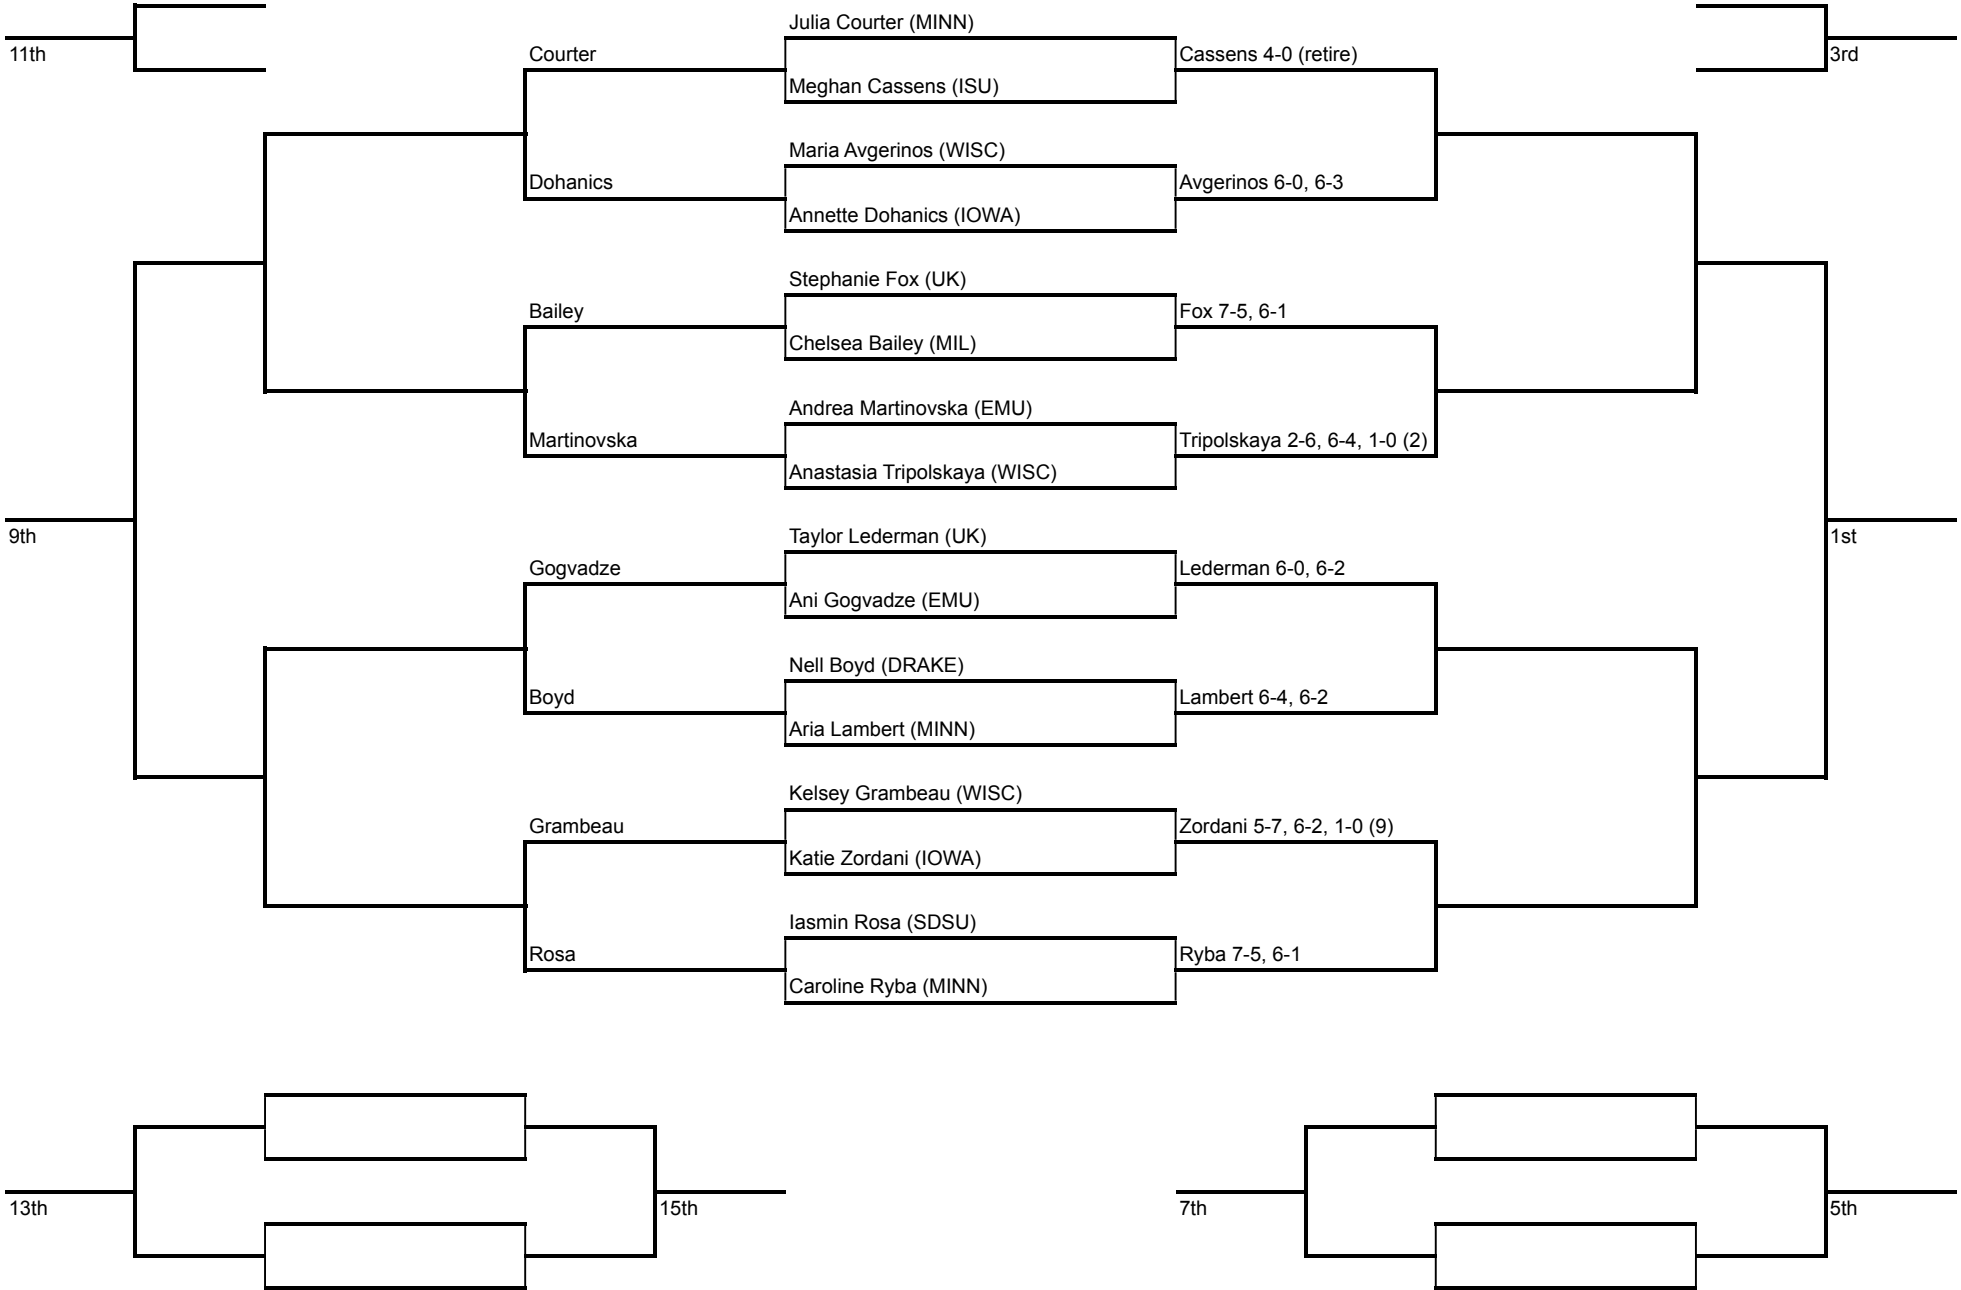 Julia Courter (MINN)
11th
Courter
Cassens 4-0 (retire)
3rd
Meghan Cassens (ISU)
Maria Avgerinos (WISC)
Dohanics
Avgerinos 6-0, 6-3
Annette Dohanics (IOWA)
Stephanie Fox (UK)
Bailey
Fox 7-5, 6-1
Chelsea Bailey (MIL)
Andrea Martinovska (EMU)
Martinovska
Tripolskaya 2-6, 6-4, 1-0 (2)
Anastasia Tripolskaya (WISC)
9th
Taylor Lederman (UK)
1st
Gogvadze
Lederman 6-0, 6-2
Ani Gogvadze (EMU)
Nell Boyd (DRAKE)
Boyd
Lambert 6-4, 6-2
Aria Lambert (MINN)
Kelsey Grambeau (WISC)
Grambeau
Zordani 5-7, 6-2, 1-0 (9)
Katie Zordani (IOWA)
Iasmin Rosa (SDSU)
Rosa
Ryba 7-5, 6-1
Caroline Ryba (MINN)
13th
15th
7th
5th